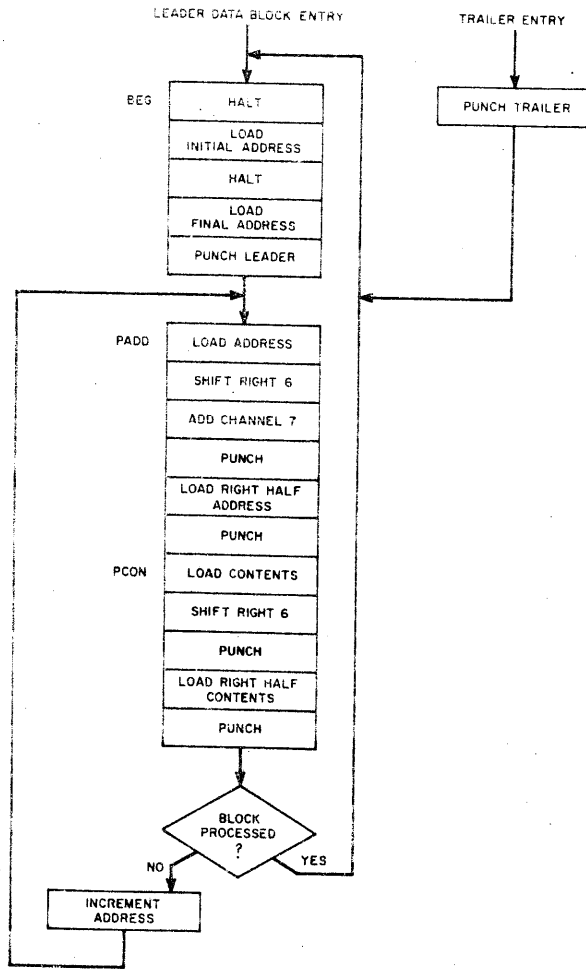 LEADER DATA BLOCK ENTRY
TRAILER ENTRY
BEG
HALT
LOAD
INITIAL ADDRESS
HALT
LOAD
FINAL ADDRESS
PUNCH LEADER
PUNCH TRAILER
PADD
LOAD ADDRESS
SHIFT RIGHT 6
ADD CHANNEL 7
PUNCH
LOAD RIGHT HALF
ADDRESS
PUNCH
PCON
LOAD CONTENTS
SHIFT RIGHT 6
PUNCH
LOAD RIGHT HALF
CONTENTS
PUNCH
BLOCK
PROCESSED
?
NO
YES
INCREMENT
ADDRESS